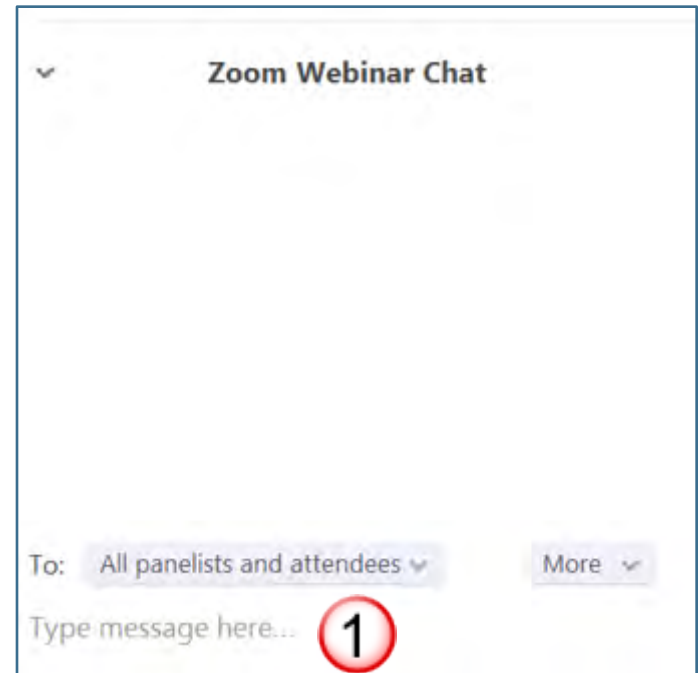 Zoom Webinar Chat
To: All panelists and attendees More
Type message here... 1